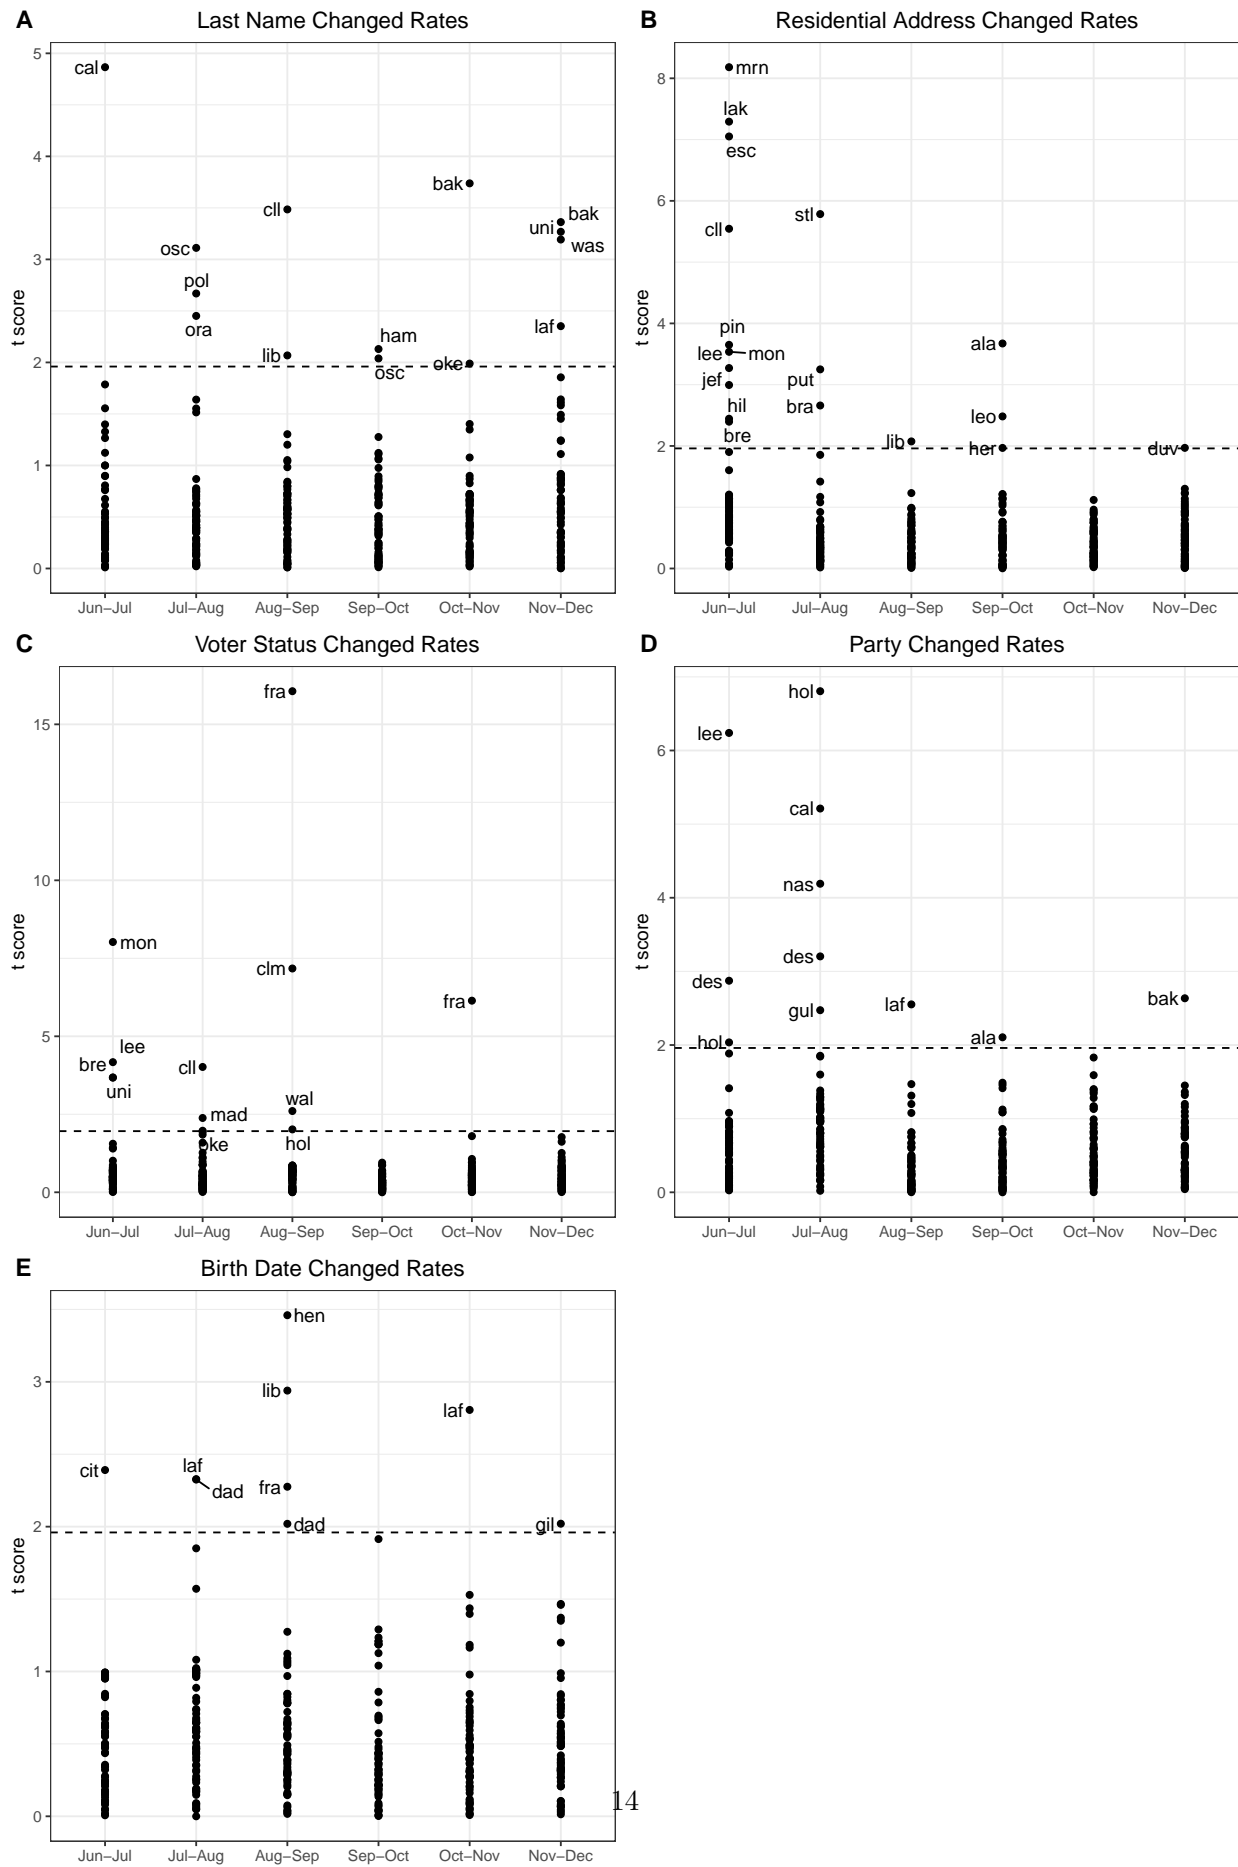 A Last Name Changed Rates
5
4
3
2
1
0
t score
cal
osc
pol
ora
cll
lib
ham
osc
bak
oke
bak
uni
was
laf
Jun–Jul Jul–Aug Aug–Sep Sep–Oct Oct–Nov Nov–Dec
B Residential Address Changed Rates
8
6
4
2
0
t score
mrn
lak
esc
cll
pin
lee mon
jef
hil
bre
stl
put
bra
lib
ala
leo
her
duv
Jun–Jul Jul–Aug Aug–Sep Sep–Oct Oct–Nov Nov–Dec
C Voter Status Changed Rates
15
10
5
0
t score
mon
lee
bre
uni
cll
mad
oke
fra
clm
wal
hol
fra
Jun–Jul Jul–Aug Aug–Sep Sep–Oct Oct–Nov Nov–Dec
D Party Changed Rates
6
4
2
0
t score
lee
des
hol
hol
cal
nas
des
gul
laf
ala
bak
Jun–Jul Jul–Aug Aug–Sep Sep–Oct Oct–Nov Nov–Dec
E Birth Date Changed Rates
3
2
1
0
t score
cit
laf
dad
hen
lib
fra
dad
laf
gil
Jun–Jul Jul–Aug Aug–Sep Sep–Oct Oct–Nov Nov–Dec
14